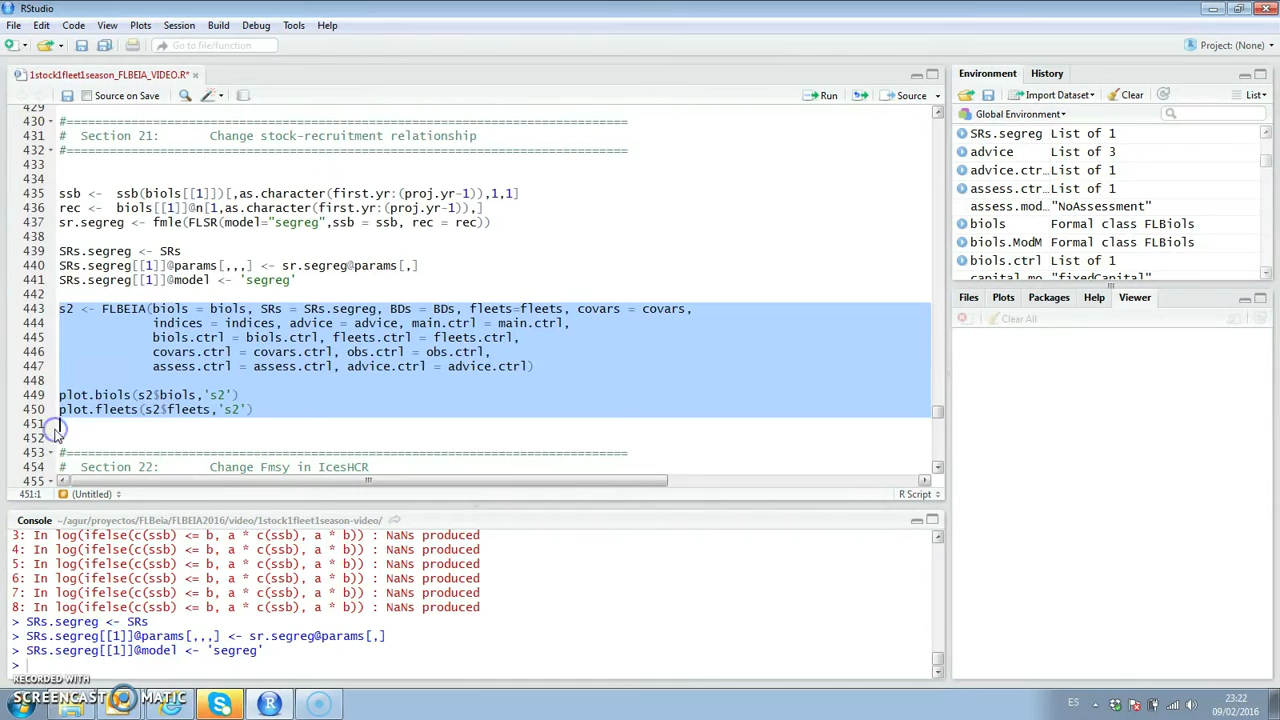 RStudio
File Edit Code View Plots Session Build Debug Tools Help
Go to file/function
Project: (None)
1stock1fleet1season_FLBEIA_VIDEO.R*
Source on Save
Run
Source
429
430 #===============================================================================
431 #  Section 21:       Change stock-recruitment relationship
432 #===============================================================================
433
434
435 ssb <-  ssb(biols[[1]])[,as.character(first.yr:(proj.yr-1)),1,1]
436 rec <-  biols[[1]]@n[1,as.character(first.yr:(proj.yr-1)),]
437 sr.segreg <- fmle(FLSR(model="segreg",ssb = ssb, rec = rec))
438
439 SRs.segreg <- SRs
440 SRs.segreg[[1]]@params[,,,] <- sr.segreg@params[,]
441 SRs.segreg[[1]]@model <- 'segreg'
442
443 s2 <- FLBEIA(biols = biols, SRs = SRs.segreg, BDs = BDs, fleets=fleets, covars = covars,
444              indices = indices, advice = advice, main.ctrl = main.ctrl,
445              biols.ctrl = biols.ctrl, fleets.ctrl = fleets.ctrl,
446              covars.ctrl = covars.ctrl, obs.ctrl = obs.ctrl,
447              assess.ctrl = assess.ctrl, advice.ctrl = advice.ctrl)
448
449 plot.biols(s2$biols,'s2')
450 plot.fleets(s2$fleets,'s2')
451
452
453 #===============================================================================
454 #  Section 22:       Change Fmsy in IcesHCR
455
451:1 (Untitled) R Script
Console ~/agur/proyectos/FLBeia/FLBEIA2016/video/1stock1fleet1season-video/
3: In log(ifelse(c(ssb) <= b, a * c(ssb), a * b)) : NaNs produced
4: In log(ifelse(c(ssb) <= b, a * c(ssb), a * b)) : NaNs produced
5: In log(ifelse(c(ssb) <= b, a * c(ssb), a * b)) : NaNs produced
6: In log(ifelse(c(ssb) <= b, a * c(ssb), a * b)) : NaNs produced
7: In log(ifelse(c(ssb) <= b, a * c(ssb), a * b)) : NaNs produced
8: In log(ifelse(c(ssb) <= b, a * c(ssb), a * b)) : NaNs produced
> SRs.segreg <- SRs
> SRs.segreg[[1]]@params[,,,] <- sr.segreg@params[,]
> SRs.segreg[[1]]@model <- 'segreg'
>
Environment History
Import Dataset Clear List
Global Environment
SRs.segreg List of 1
advice List of 3
advice.ctr… List of 1
assess.ctr… List of 1
assess.mod… "NoAssessment"
biols Formal class FLBiols
biols.ModM Formal class FLBiols
biols.ctrl List of 1
capital.mo… "fixedCapital"
Files Plots Packages Help Viewer
Clear All
RECORDED WITH
SCREENCAST MATIC
ES
23:22
09/02/2016